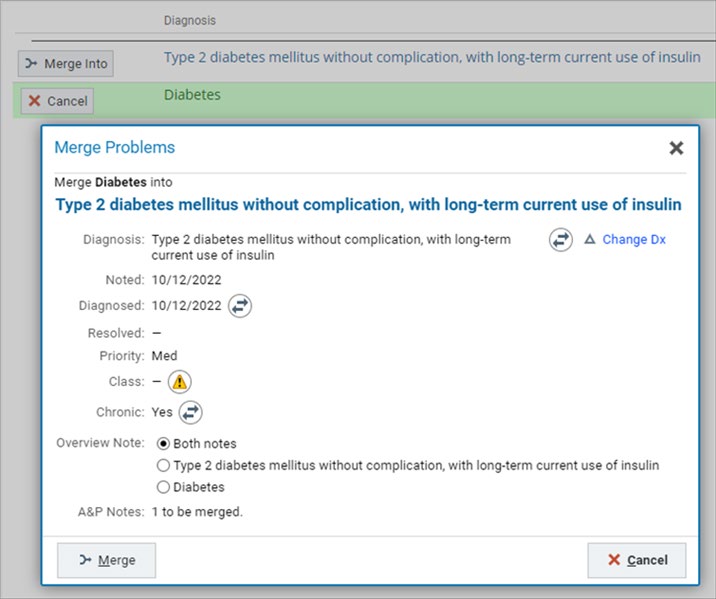 Diagnosis
Merge Into
Type 2 diabetes mellitus without complication, with long-term current use of insulin
Cancel
Diabetes
Merge Problems
Merge Diabetes into
Type 2 diabetes mellitus without complication, with long-term current use of insulin
Diagnosis: Type 2 diabetes mellitus without complication, with long-term Change Dx
current use of insulin
Noted: 10/12/2022
Diagnosed: 10/12/2022
Resolved: –
Priority: Med
Class: –
Chronic: Yes
Overview Note: Both notes
Type 2 diabetes mellitus without complication, with long-term current use of insulin
Diabetes
A&P Notes: 1 to be merged.
Merge Cancel